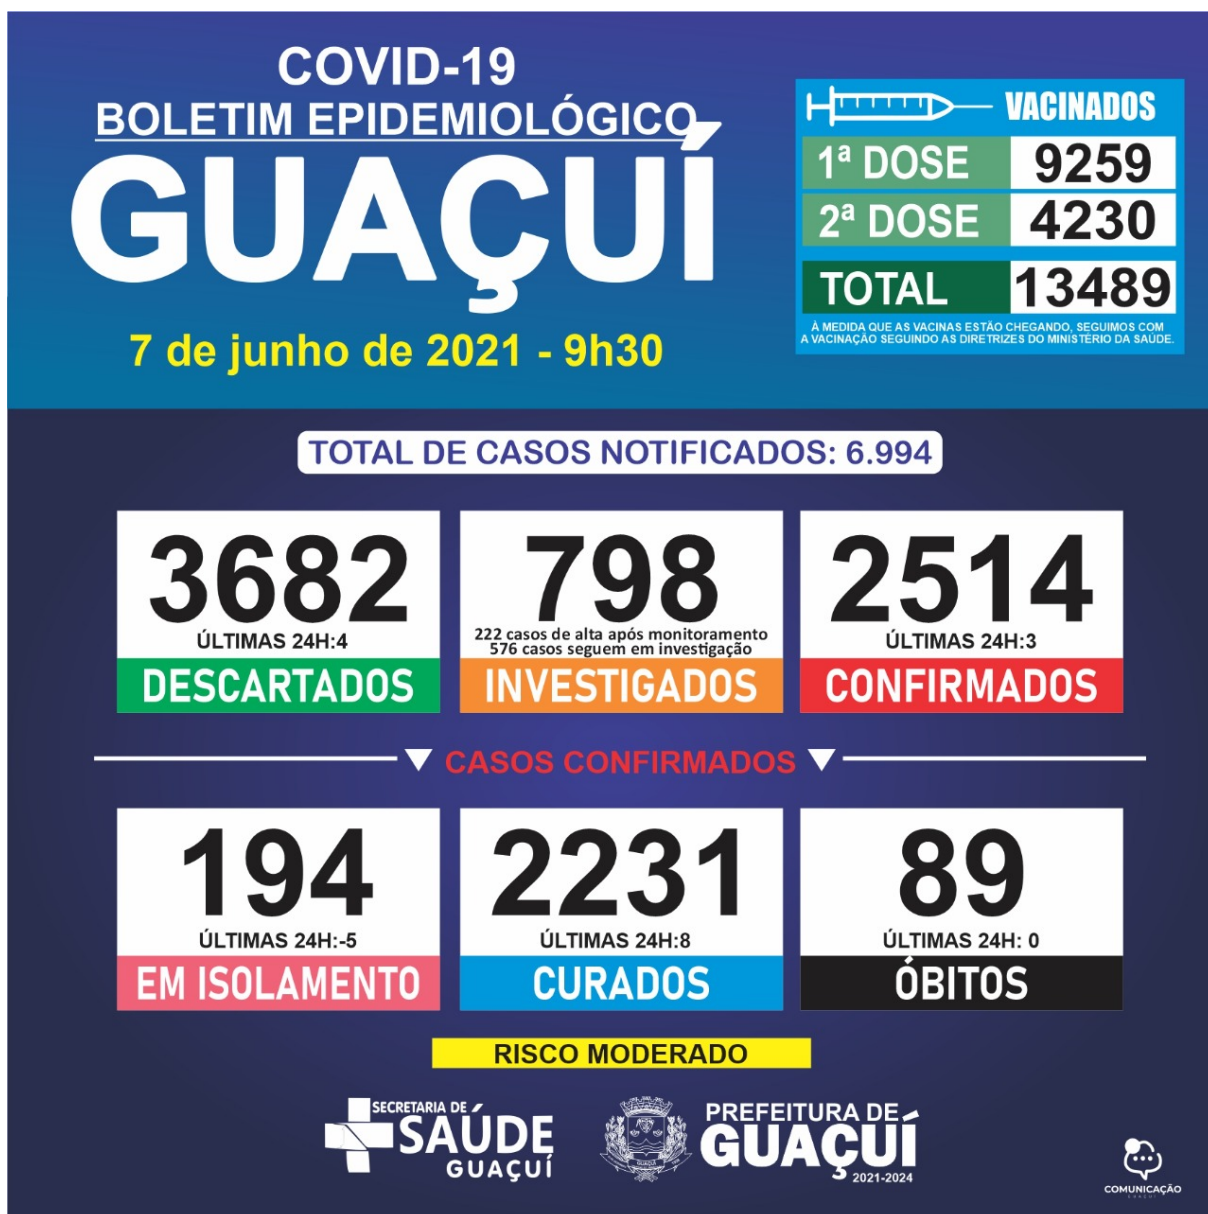 COVID-19
BOLETIM EPIDEMIOLÓGICO
GUAÇUÍ
7 de junho de 2021 - 9h30
VACINADOS
1ª DOSE 9259
2ª DOSE 4230
TOTAL 13489
À MEDIDA QUE AS VACINAS ESTÃO CHEGANDO, SEGUIMOS COM
A VACINAÇÃO SEGUINDO AS DIRETRIZES DO MINISTÉRIO DA SAÚDE.
TOTAL DE CASOS NOTIFICADOS: 6.994
3682
ÚLTIMAS 24H:4
DESCARTADOS
798
222 casos de alta após monitoramento
576 casos seguem em investigação
INVESTIGADOS
2514
ÚLTIMAS 24H:3
CONFIRMADOS
CASOS CONFIRMADOS
194
ÚLTIMAS 24H:-5
EM ISOLAMENTO
2231
ÚLTIMAS 24H:8
CURADOS
89
ÚLTIMAS 24H: 0
ÓBITOS
RISCO MODERADO
SECRETARIA DE
SAÚDE
GUAÇUÍ
PREFEITURA DE
GUAÇUÍ
2021-2024
COMUNICAÇÃO
GUAÇUÍ